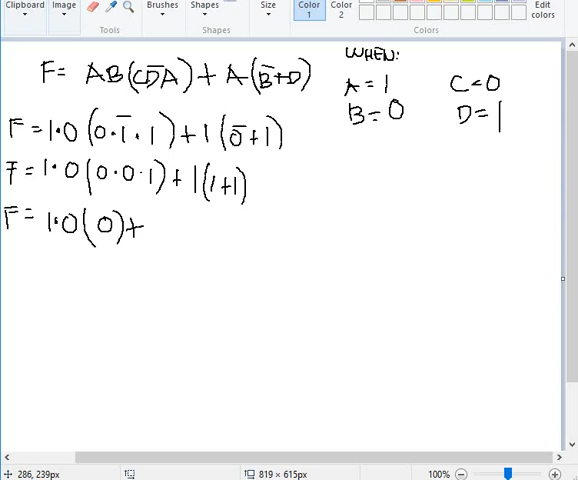 Clipboard Image Tools Brushes Shapes Size Color 1 Color 2 Colors Edit colors
WHEN:
F = AB(CD̅A) + A(B̅+D)
A = 1 C = 0
B = 0 D = 1
F = 1·0(0·1̅·1) + 1(0̅+1)
F = 1·0(0·0·1) + 1(1+1)
F = 1·0(0)+
286, 239px 819 × 615px 100%